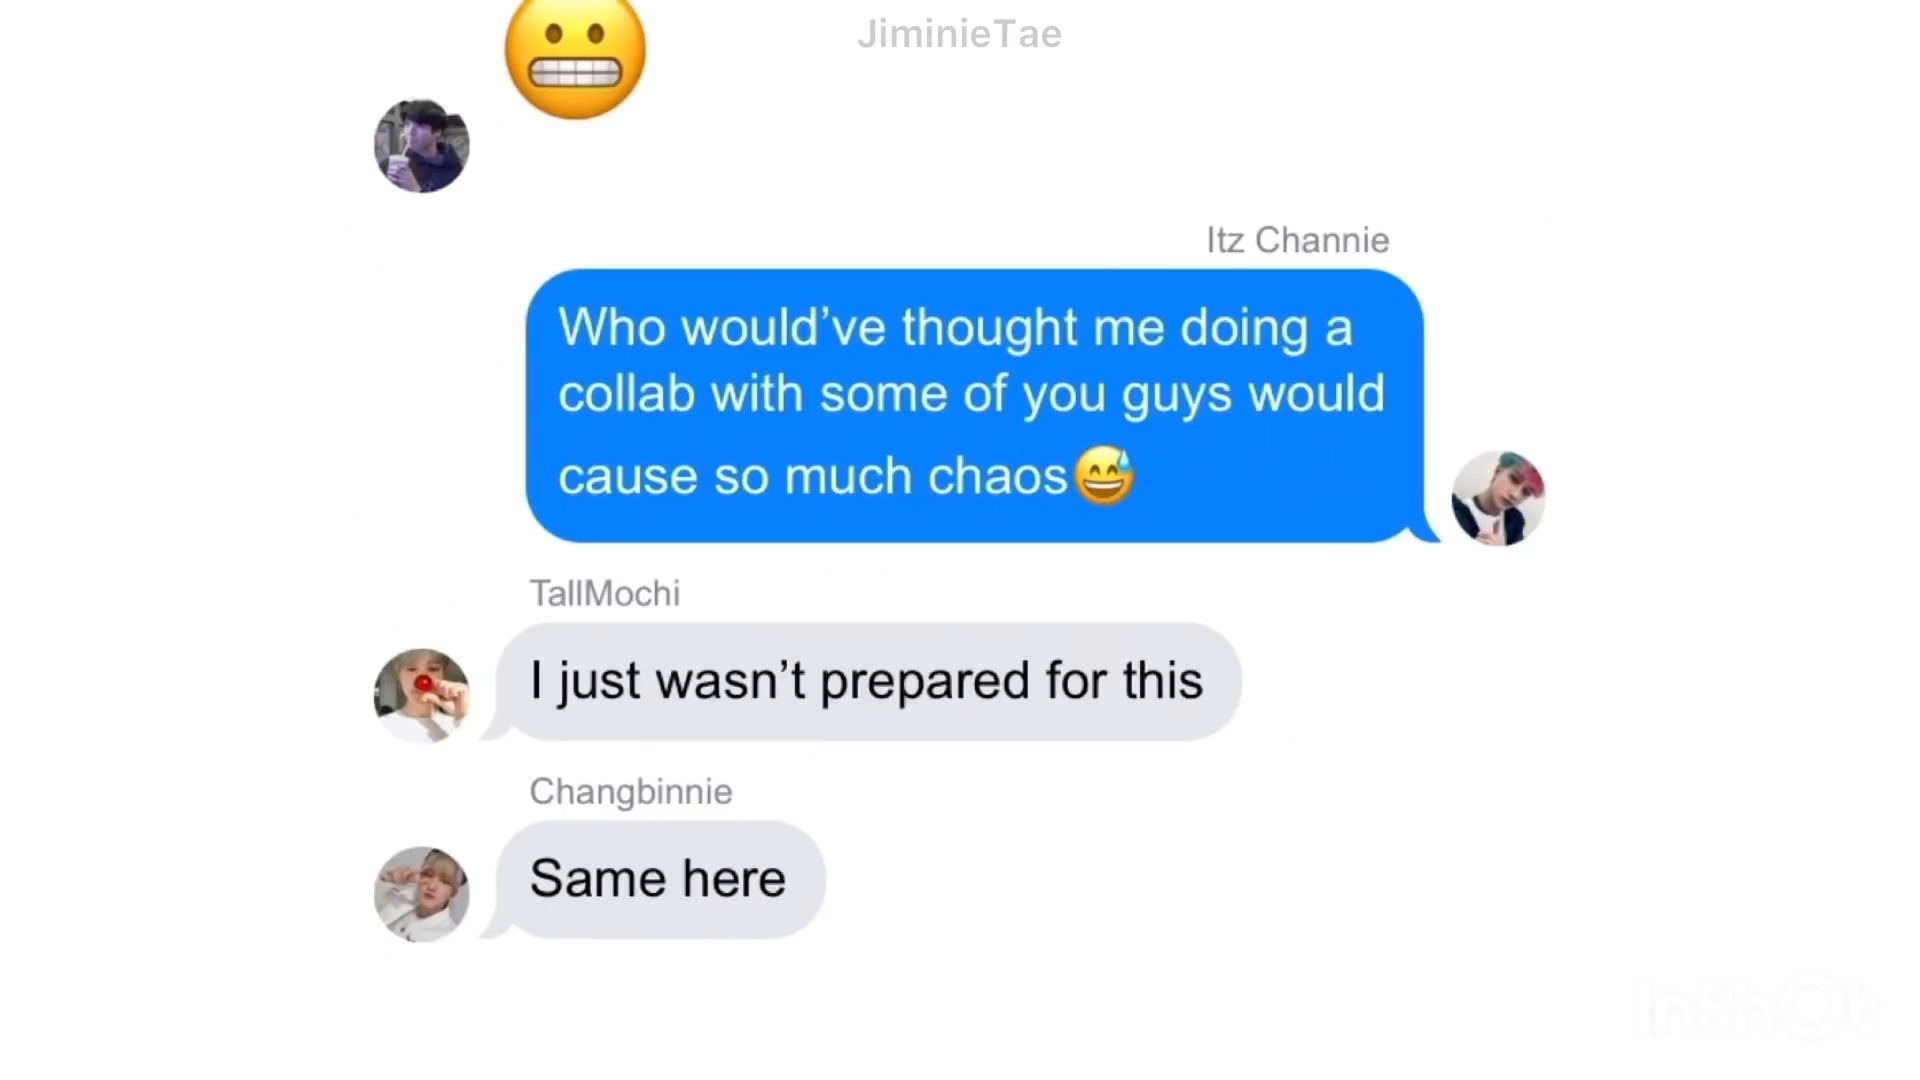 JiminieTae
Itz Channie
Who would’ve thought me doing a
collab with some of you guys would
cause so much chaos😅
TallMochi
I just wasn’t prepared for this
Changbinnie
Same here
InShOt